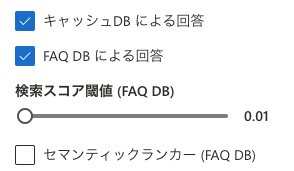 キャッシュDB による回答
FAQ DB による回答
検索スコア閾値 (FAQ DB)
0.01
セマンティックランカー (FAQ DB)